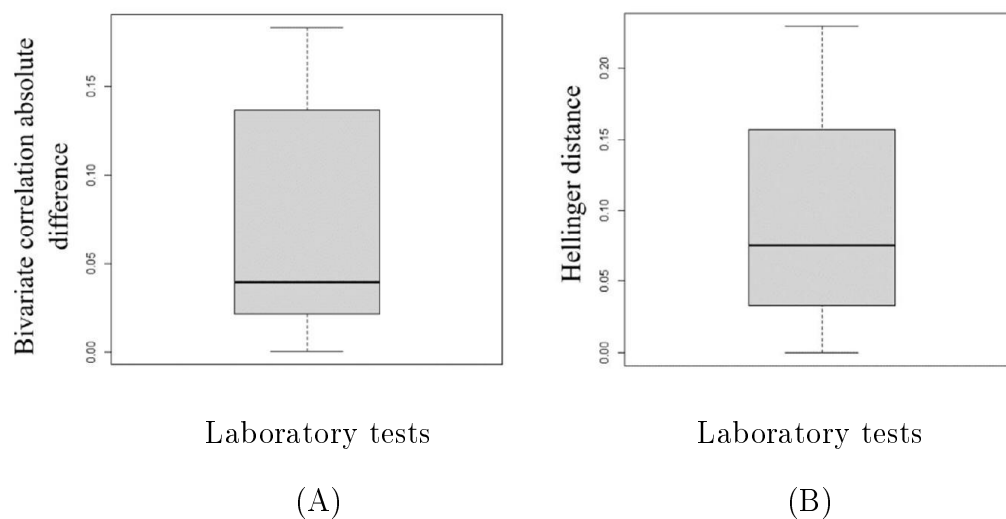 Bivariate correlation absolute
difference
0.15
0.10
0.05
0.00
Laboratory tests
(A)
Hellinger distance
0.20
0.15
0.10
0.05
0.00
Laboratory tests
(B)